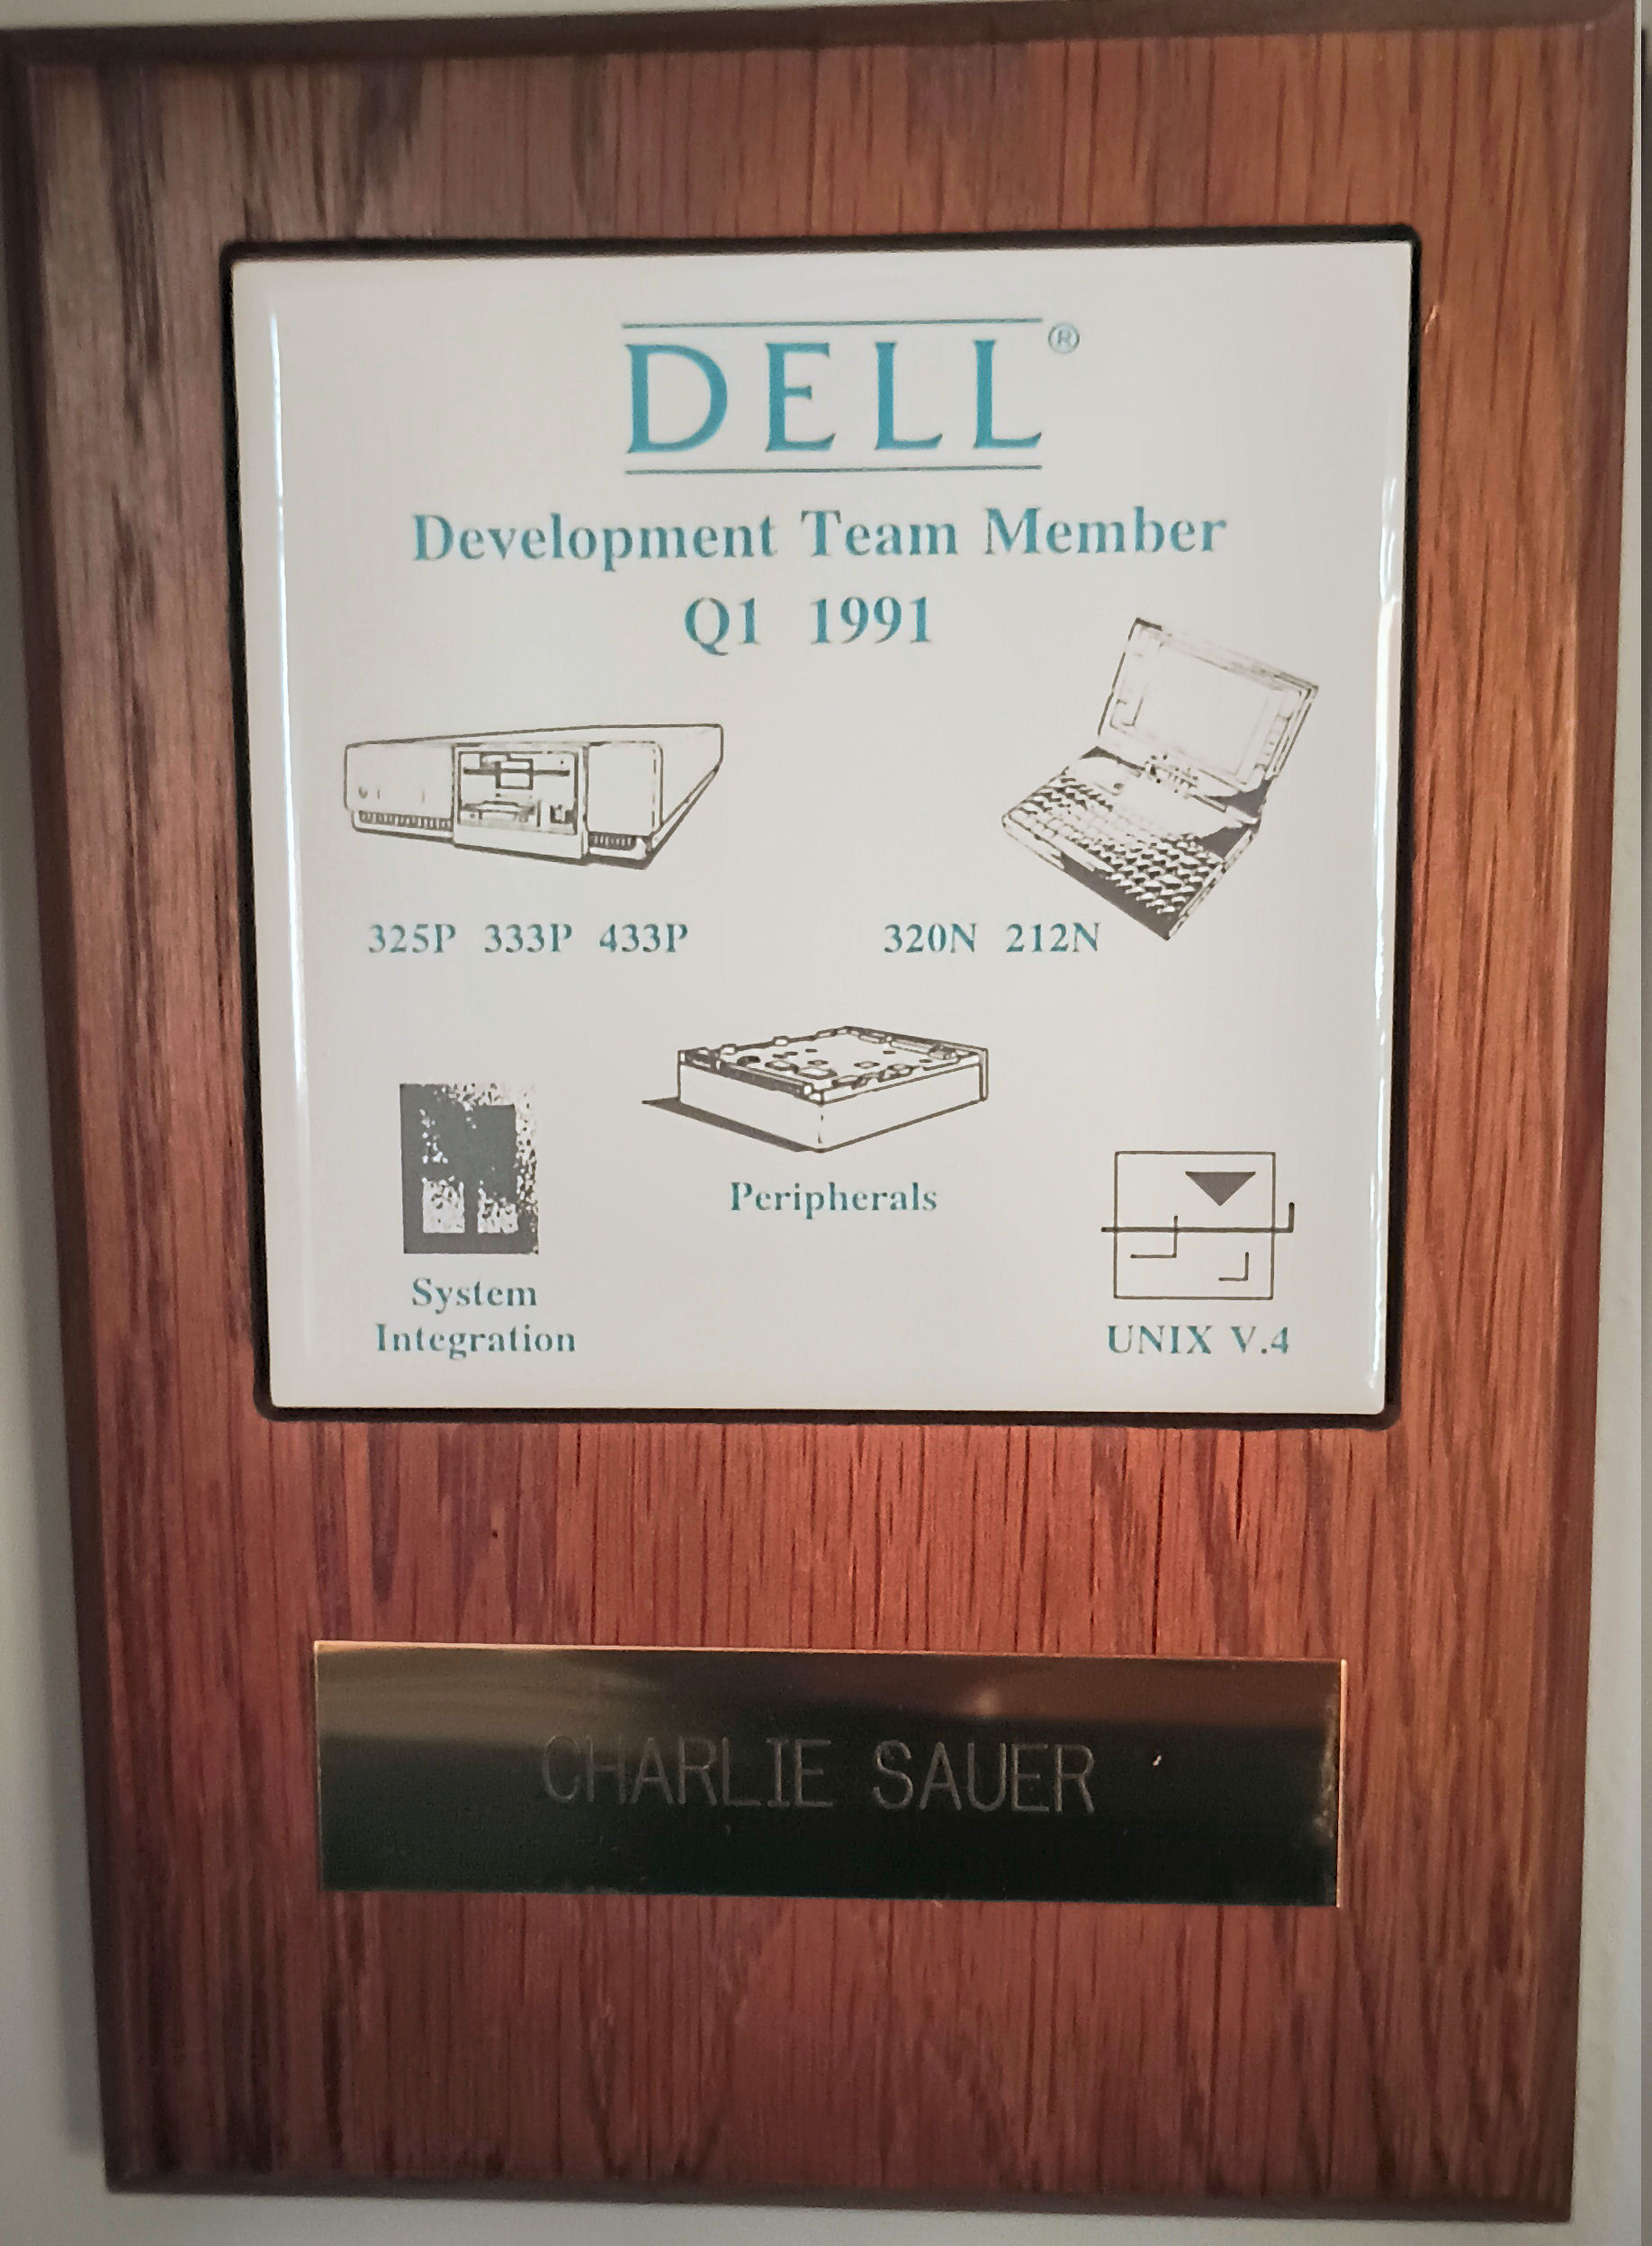 DELL®
Development Team Member
Q1 1991
325P 333P 433P
320N 212N
Peripherals
System
Integration
UNIX V.4
CHARLIE SAUER